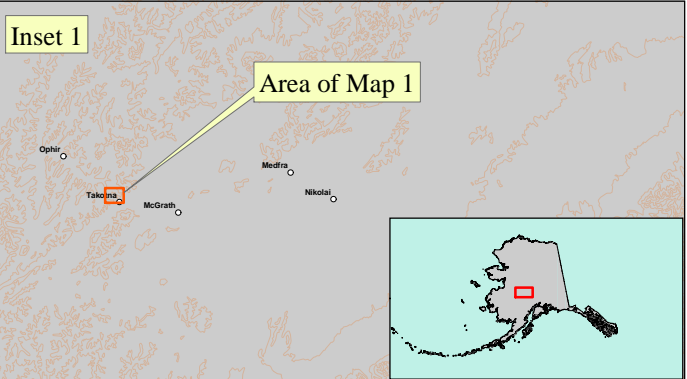 Inset 1
Area of Map 1
Ophir
Medfra
Takotna
Nikolai
McGrath